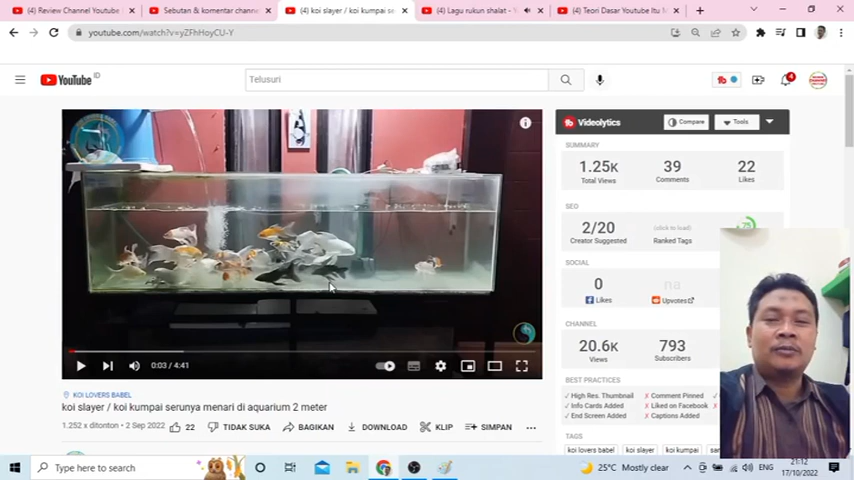 (4) Review Channel Youtube
Sebutan & komentar channel
(4) koi slayer / koi kumpai se
(4) Lagu rukun shalat -
(4) Teori Dasar Youtube Itu M
youtube.com/watch?v=yZFhHoyCU-Y
YouTube ID
Telusuri
4
Videolytics
Compare
Tools
SUMMARY
1.25K
39
22
Total Views
Comments
Likes
SEO
2/20
Creator Suggested
(click to load)
Ranked Tags
SOCIAL
0
na
Likes
Upvotes
CHANNEL
20.6K
793
Views
Subscribers
BEST PRACTICES
High Res. Thumbnail
Comment Pinned
Info Cards Added
Liked on Facebook
End Screen Added
Captions Added
TAGS
koi lovers babel
koi slayer
koi kumpai
0:03 / 4:41
KOI LOVERS BABEL
koi slayer / koi kumpai serunya menari di aquarium 2 meter
1.252 x ditonton • 2 Sep 2022
22
TIDAK SUKA
BAGIKAN
DOWNLOAD
KLIP
SIMPAN
Type here to search
25°C Mostly clear
ENG
21:12
17/10/2022